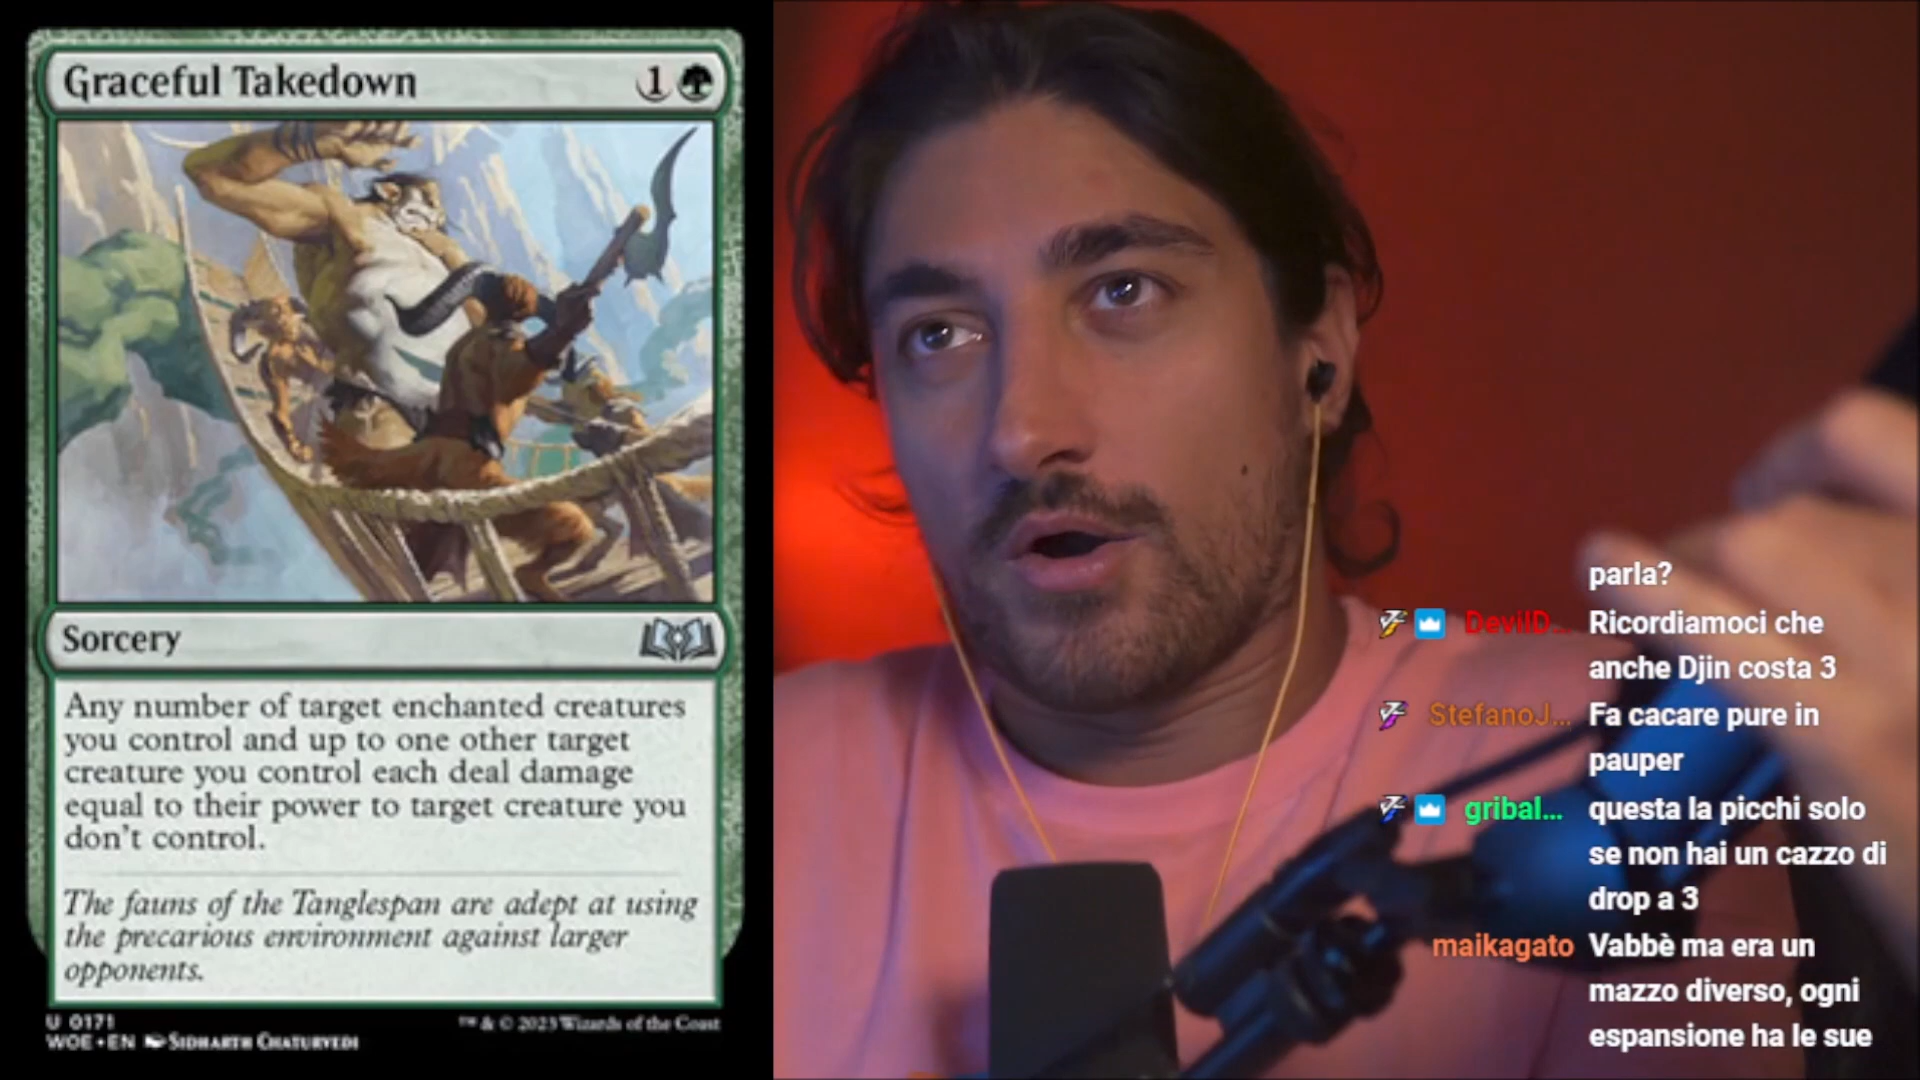 Graceful Takedown
1
Sorcery
Any number of target enchanted creatures
you control and up to one other target
creature you control each deal damage
equal to their power to target creature you
don't control.
The fauns of the Tanglespan are adept at using
the precarious environment against larger
opponents.
U 0171
WOE • EN SIDHARTH CHATURVEDI
™ & © 2023 Wizards of the Coast
parla?
DevilD... Ricordiamoci che
anche Djin costa 3
StefanoJ... Fa cacare pure in
pauper
gribal... questa la picchi solo
se non hai un cazzo di
drop a 3
maikagato Vabbè ma era un
mazzo diverso, ogni
espansione ha le sue